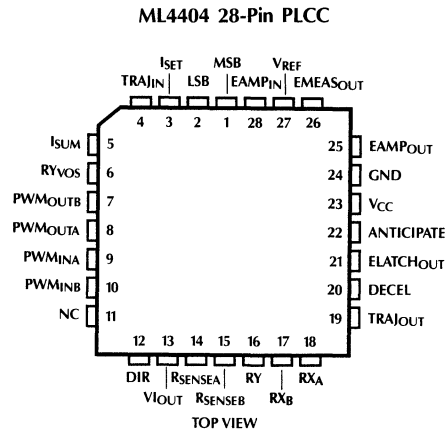 ML4404 28-Pin PLCC
ISET MSB VREF
TRAJIN LSB EAMPIN EMEASOUT
4 3 2 1 28 27 26
ISUM 5
RYVOS 6
PWMOUTB 7
PWMOUTA 8
PWMINA 9
PWMINB 10
NC 11
25 EAMPOUT
24 GND
23 VCC
22 ANTICIPATE
21 ELATCHOUT
20 DECEL
19 TRAJOUT
12 13 14 15 16 17 18
DIR RSENSEA RY RXA
VIOUT RSENSEB RXB
TOP VIEW